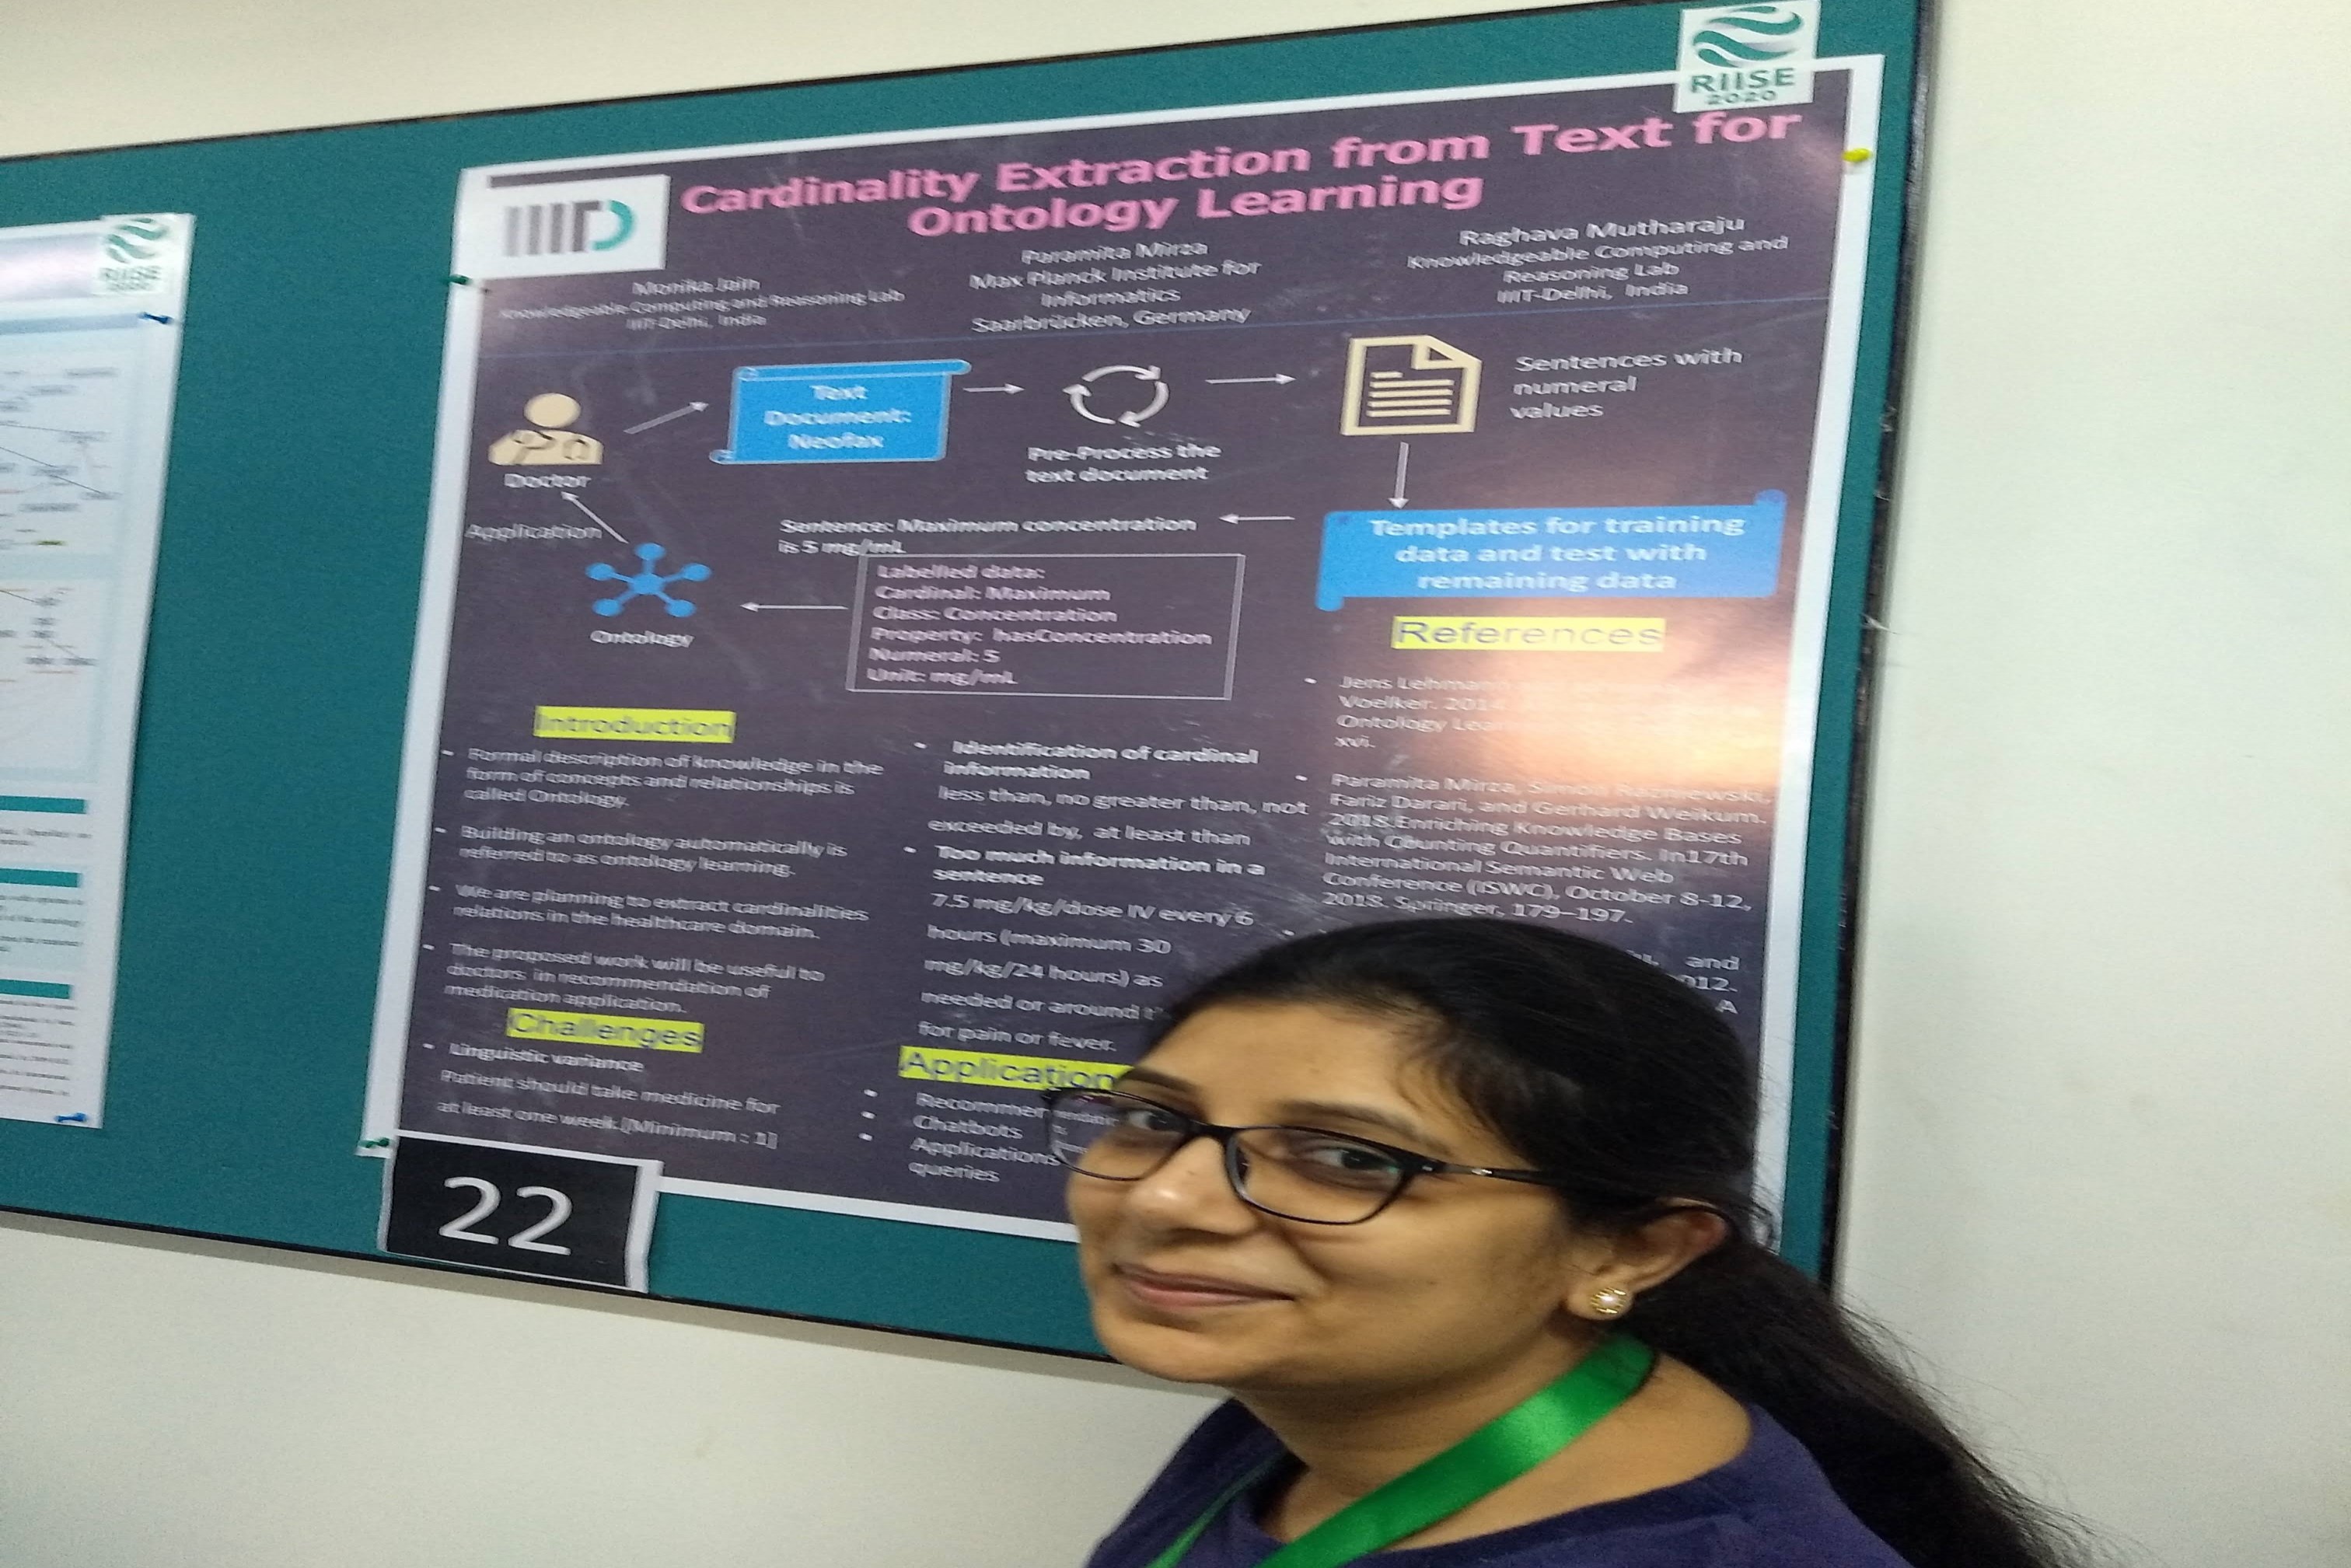 RIISE
2020
RIISE
IIITD
Cardinality Extraction from Text for
Ontology Learning
Monika Jain
Knowledgeable Computing and Reasoning Lab
IIIT-Delhi, India
Paramita Mirza
Max Planck Institute for
Informatics
Saarbrücken, Germany
Raghava Mutharaju
Knowledgeable Computing and
Reasoning Lab
IIIT-Delhi, India
Doctor
Text
Document:
Neofax
Pre-Process the
text document
Sentences with
numeral
values
Application
Sentence: Maximum concentration
is 5 mg/mL
Templates for training
data and test with
remaining data
Ontology
Labelled data:
Cardinal: Maximum
Class: Concentration
Property: hasConcentration
Numeral: 5
Unit: mg/mL
Introduction
• Formal description of knowledge in the
form of concepts and relationships is
called Ontology.
• Building an ontology automatically is
referred to as ontology learning.
• We are planning to extract cardinalities
relations in the healthcare domain.
• The proposed work will be useful to
doctors in recommendation of
medication application.
Challenges
• Linguistic variance
Patient should take medicine for
at least one week.[Minimum : 1]
• Identification of cardinal
information
less than, no greater than, not
exceeded by, at least than
• Too much information in a
sentence
7.5 mg/kg/dose IV every 6
hours (maximum 30
mg/kg/24 hours) as
needed or around
for pain or fever.
Application
• Recommen
• Chatbots
• Applications
queries
References
• Jens Lehmann
Voelker. 2014
Ontology
xvi.
• Paramita Mirza, Simon Razniewski,
Fariz Darari, and Gerhard Weikum.
2018.Enriching Knowledge Bases
with Counting Quantifiers. In17th
International Semantic Web
Conference (ISWC), October 8-12,
2018. Springer, 179–197.
and
012.
A
22